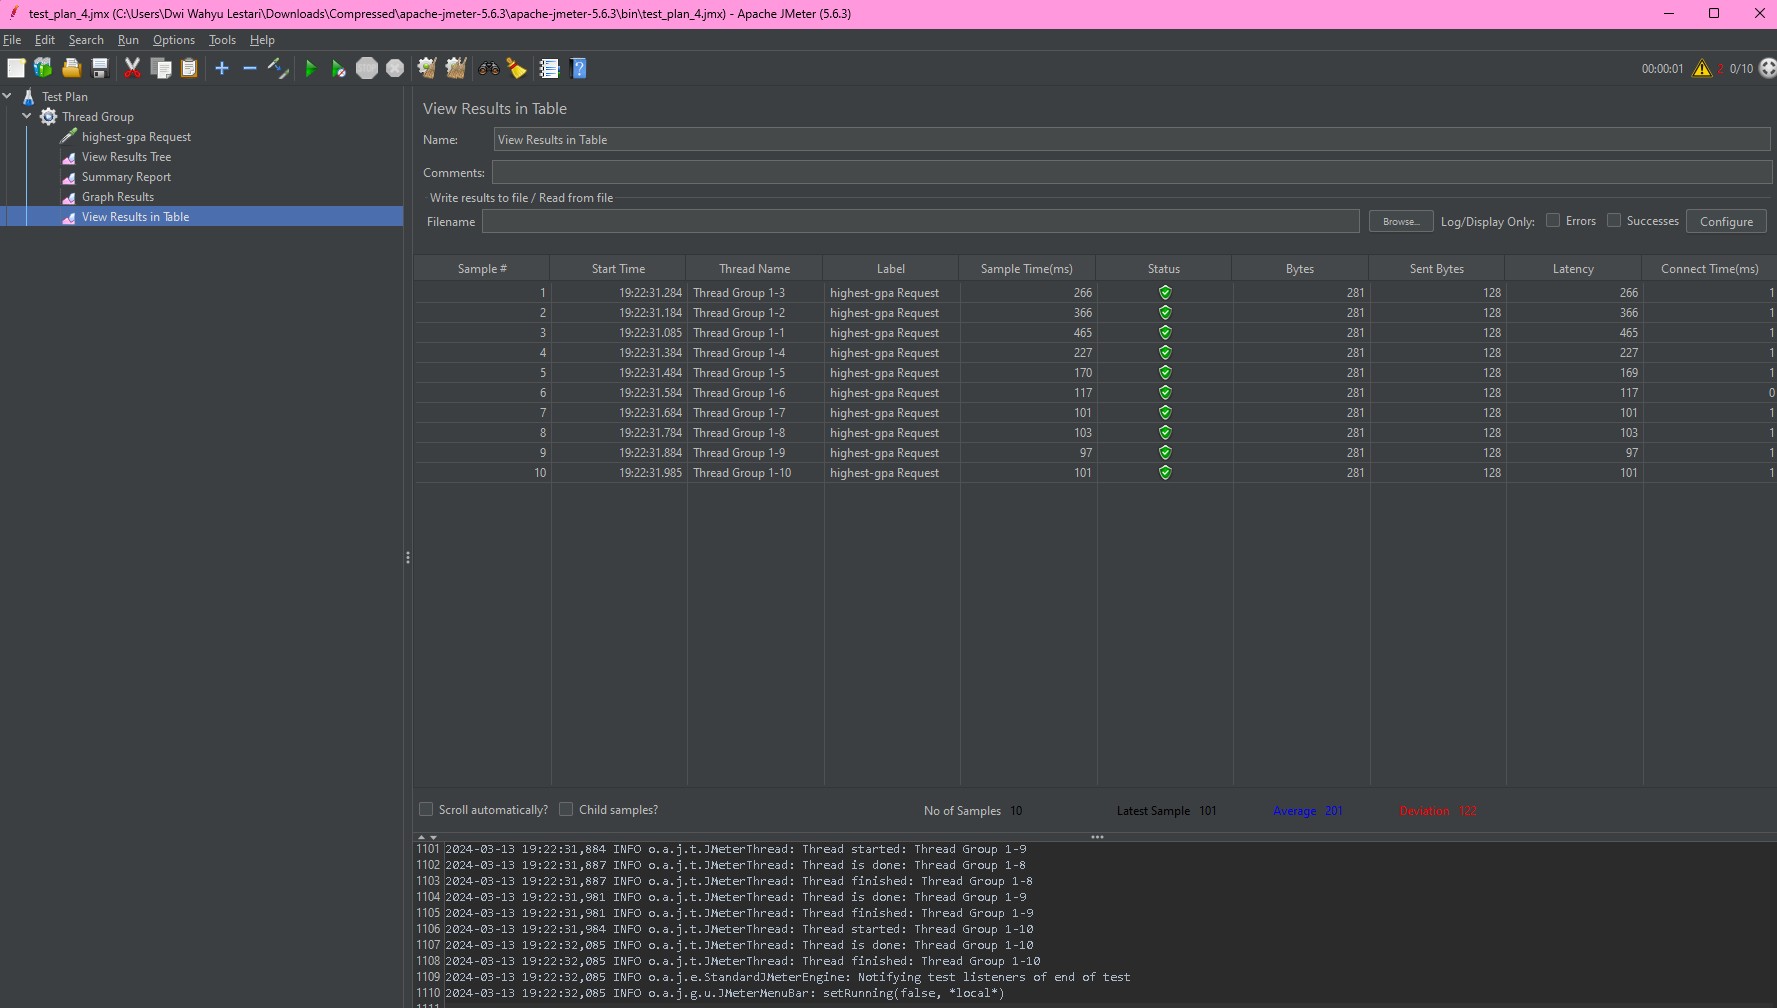 test_plan_4.jmx (C:\Users\Dwi Wahyu Lestari\Downloads\Compressed\apache-jmeter-5.6.3\apache-jmeter-5.6.3\bin\test_plan_4.jmx) - Apache JMeter (5.6.3)
File Edit Search Run Options Tools Help
00:00:01 2 0/10
Test Plan
Thread Group
highest-gpa Request
View Results Tree
Summary Report
Graph Results
View Results in Table
View Results in Table
Name: View Results in Table
Comments:
Write results to file / Read from file
Filename Browse... Log/Display Only: Errors Successes Configure
Sample # Start Time Thread Name Label Sample Time(ms) Status Bytes Sent Bytes Latency Connect Time(ms)
1 19:22:31.284 Thread Group 1-3 highest-gpa Request 266 281 128 266 1
2 19:22:31.184 Thread Group 1-2 highest-gpa Request 366 281 128 366 1
3 19:22:31.085 Thread Group 1-1 highest-gpa Request 465 281 128 465 1
4 19:22:31.384 Thread Group 1-4 highest-gpa Request 227 281 128 227 1
5 19:22:31.484 Thread Group 1-5 highest-gpa Request 170 281 128 169 1
6 19:22:31.584 Thread Group 1-6 highest-gpa Request 117 281 128 117 0
7 19:22:31.684 Thread Group 1-7 highest-gpa Request 101 281 128 101 1
8 19:22:31.784 Thread Group 1-8 highest-gpa Request 103 281 128 103 1
9 19:22:31.884 Thread Group 1-9 highest-gpa Request 97 281 128 97 1
10 19:22:31.985 Thread Group 1-10 highest-gpa Request 101 281 128 101 1
Scroll automatically? Child samples? No of Samples 10 Latest Sample 101 Average 201 Deviation 122
1101 2024-03-13 19:22:31,884 INFO o.a.j.t.JMeterThread: Thread started: Thread Group 1-9
1102 2024-03-13 19:22:31,887 INFO o.a.j.t.JMeterThread: Thread is done: Thread Group 1-8
1103 2024-03-13 19:22:31,887 INFO o.a.j.t.JMeterThread: Thread finished: Thread Group 1-8
1104 2024-03-13 19:22:31,981 INFO o.a.j.t.JMeterThread: Thread is done: Thread Group 1-9
1105 2024-03-13 19:22:31,981 INFO o.a.j.t.JMeterThread: Thread finished: Thread Group 1-9
1106 2024-03-13 19:22:31,984 INFO o.a.j.t.JMeterThread: Thread started: Thread Group 1-10
1107 2024-03-13 19:22:32,085 INFO o.a.j.t.JMeterThread: Thread is done: Thread Group 1-10
1108 2024-03-13 19:22:32,085 INFO o.a.j.t.JMeterThread: Thread finished: Thread Group 1-10
1109 2024-03-13 19:22:32,085 INFO o.a.j.e.StandardJMeterEngine: Notifying test listeners of end of test
1110 2024-03-13 19:22:32,085 INFO o.a.j.g.u.JMeterMenuBar: setRunning(false, *local*)